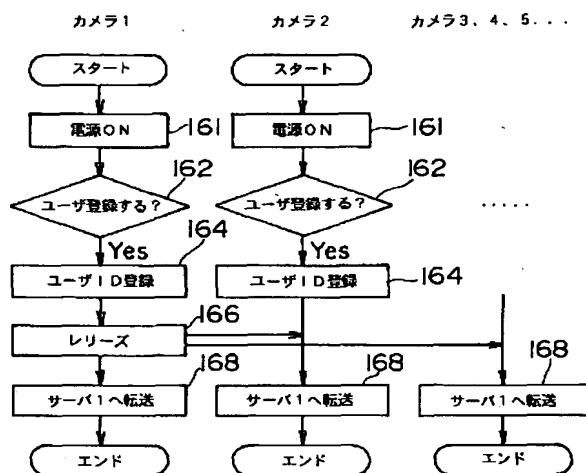 カメラ1 カメラ2 カメラ3、4、5...
スタート スタート
電源ON 161 電源ON 161
162 162
ユーザ登録する? ユーザ登録する? .....
Yes 164 Yes
ユーザID登録 ユーザID登録 164
166
レリーズ
168 168 168
サーバ1へ転送 サーバ1へ転送 サーバ1へ転送
エンド エンド エンド